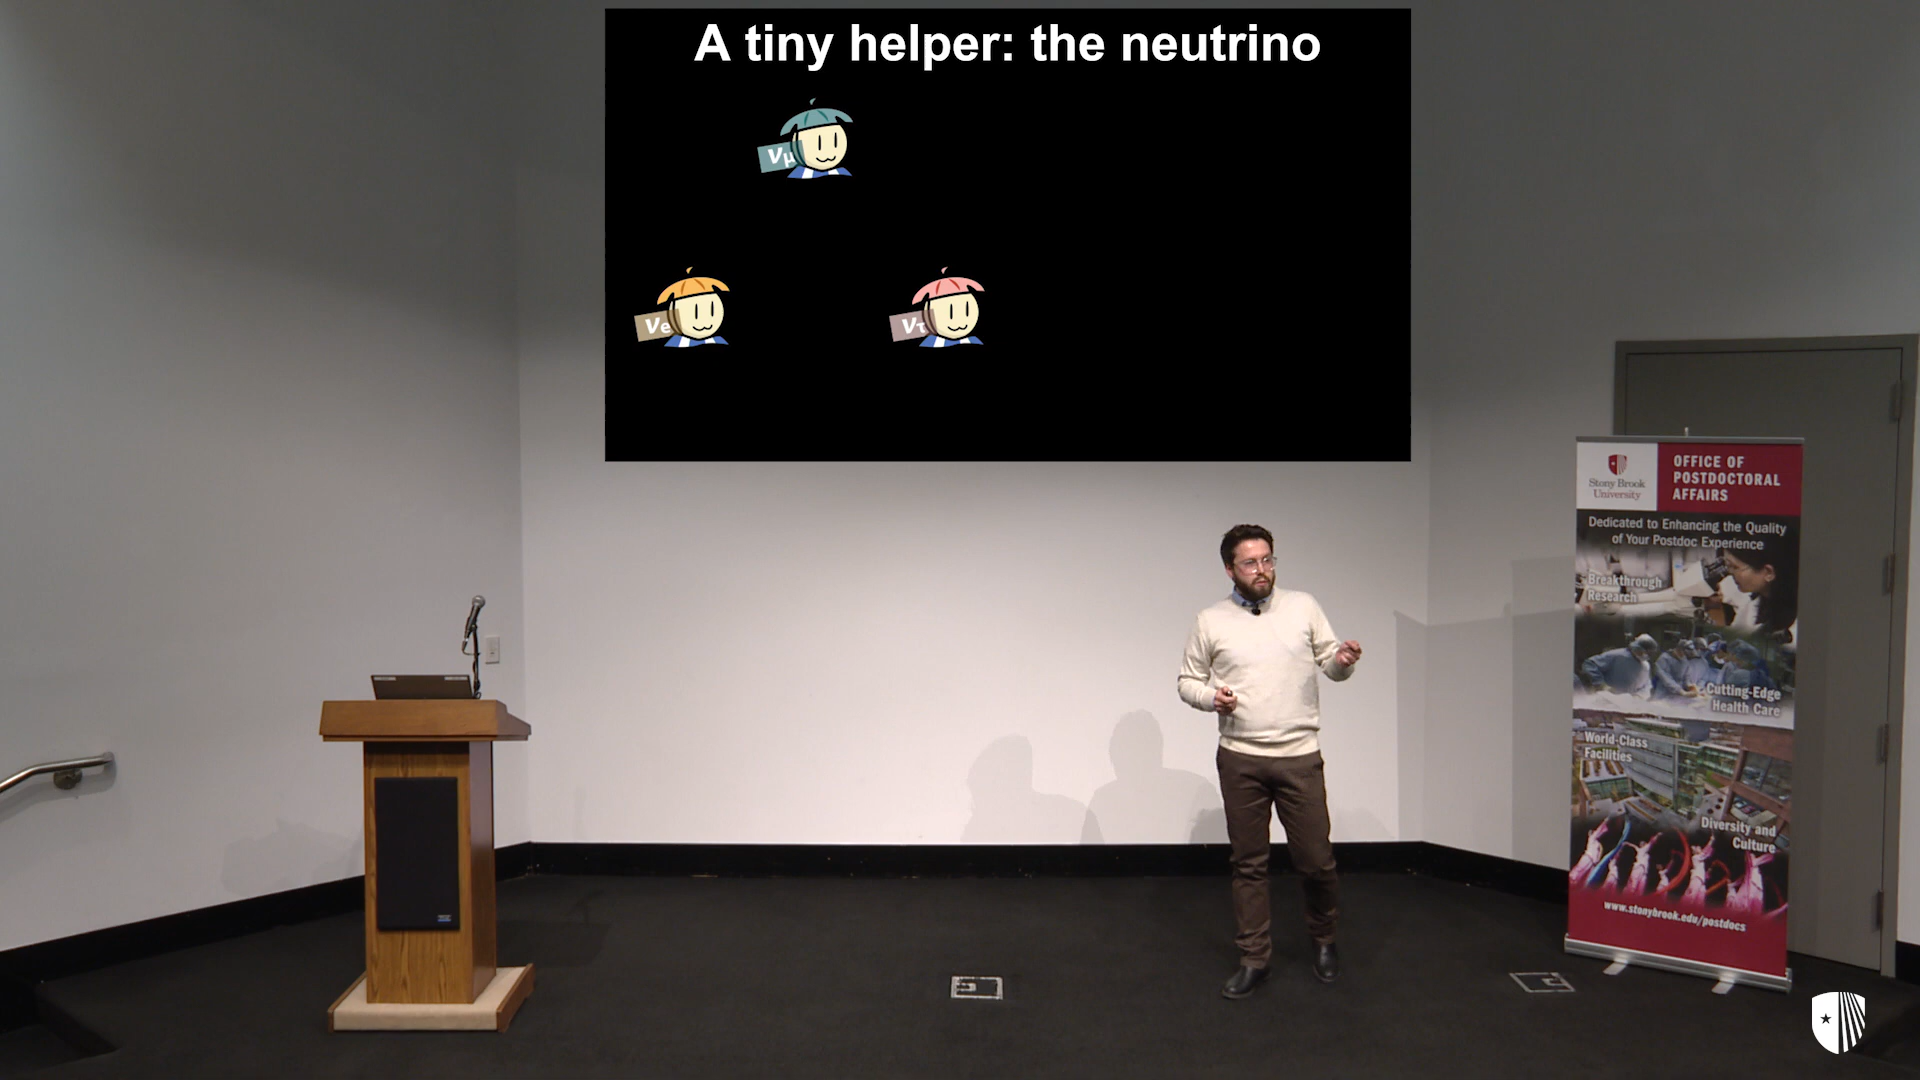 A tiny helper: the neutrino
νμ
νe
ντ
Stony Brook
University
OFFICE OF
POSTDOCTORAL
AFFAIRS
Dedicated to Enhancing the Quality
of Your Postdoc Experience
Breakthrough
Research
Cutting-Edge
Health Care
World-Class
Facilities
Diversity and
Culture
www.stonybrook.edu/postdocs